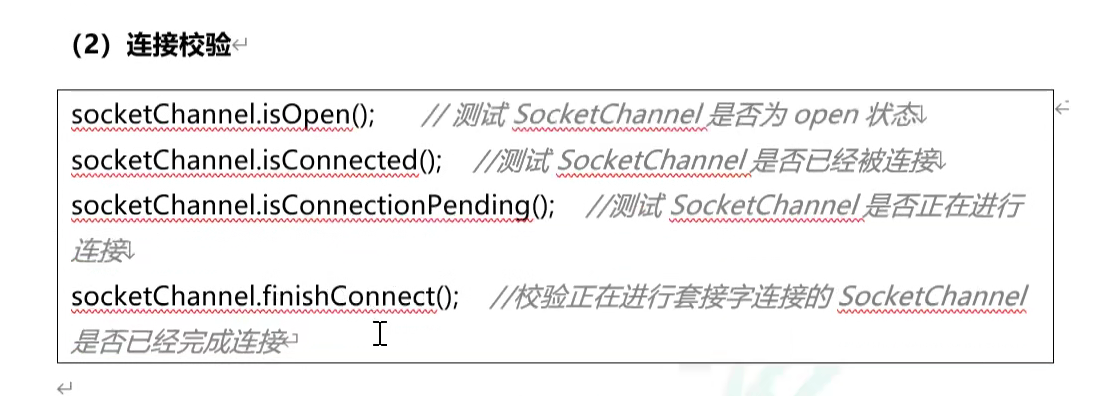 （2）连接校验
socketChannel.isOpen(); // 测试 SocketChannel 是否为 open 状态
socketChannel.isConnected(); //测试 SocketChannel 是否已经被连接
socketChannel.isConnectionPending(); //测试 SocketChannel 是否正在进行
连接
socketChannel.finishConnect(); //校验正在进行套接字连接的 SocketChannel
是否已经完成连接